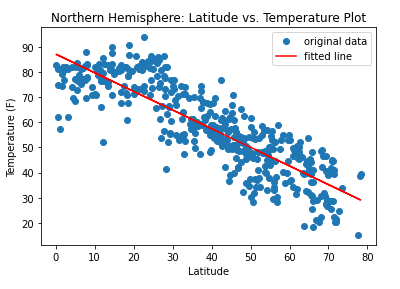 Northern Hemisphere: Latitude vs. Temperature Plot
original data
fitted line
Temperature (F)
90
80
70
60
50
40
30
20
0 10 20 30 40 50 60 70 80
Latitude